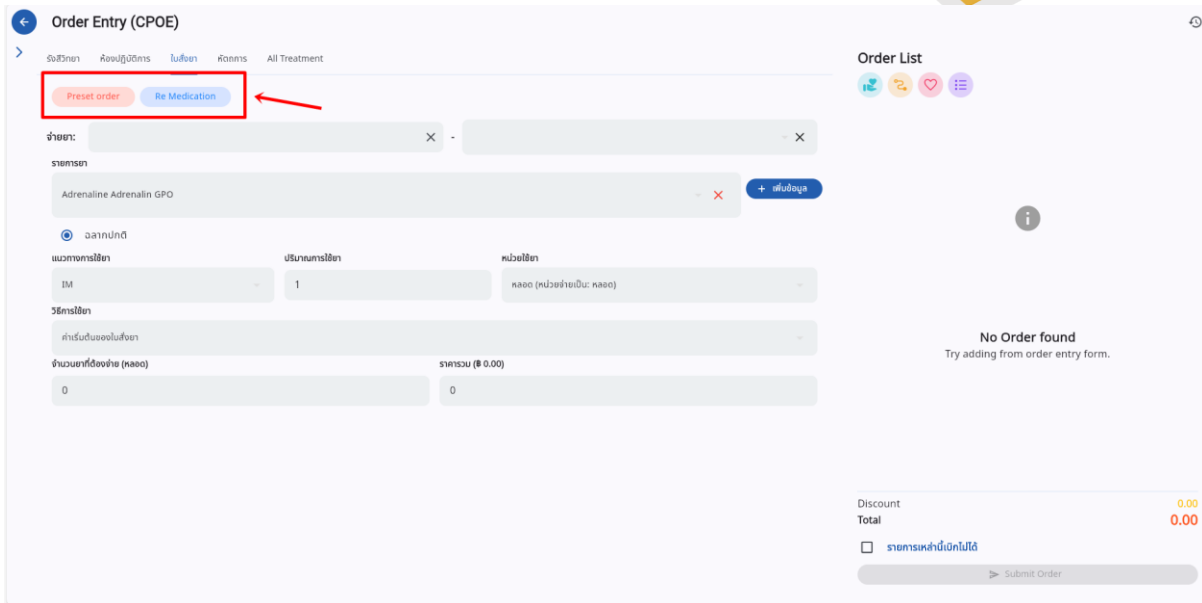 Order Entry (CPOE)
รังสีวิทยา ห้องปฏิบัติการ ใบสั่งยา หัตถการ All Treatment
Order List
Preset order Re Medication
จ่ายยา: -
รายการยา
Adrenaline Adrenalin GPO
+ เพิ่มข้อมูล
ฉลากปกติ
แนวทางการใช้ยา ปริมาณการใช้ยา หน่วยใช้ยา
IM 1 หลอด (หน่วยจ่ายเป็น: หลอด)
วิธีการใช้ยา
ค่าเริ่มต้นของใบสั่งยา
จำนวนยาที่ต้องจ่าย (หลอด) ราคารวม (฿ 0.00)
0 0
No Order found
Try adding from order entry form.
Discount 0.00
Total 0.00
รายการเหล่านี้เบิกไม่ได้
Submit Order